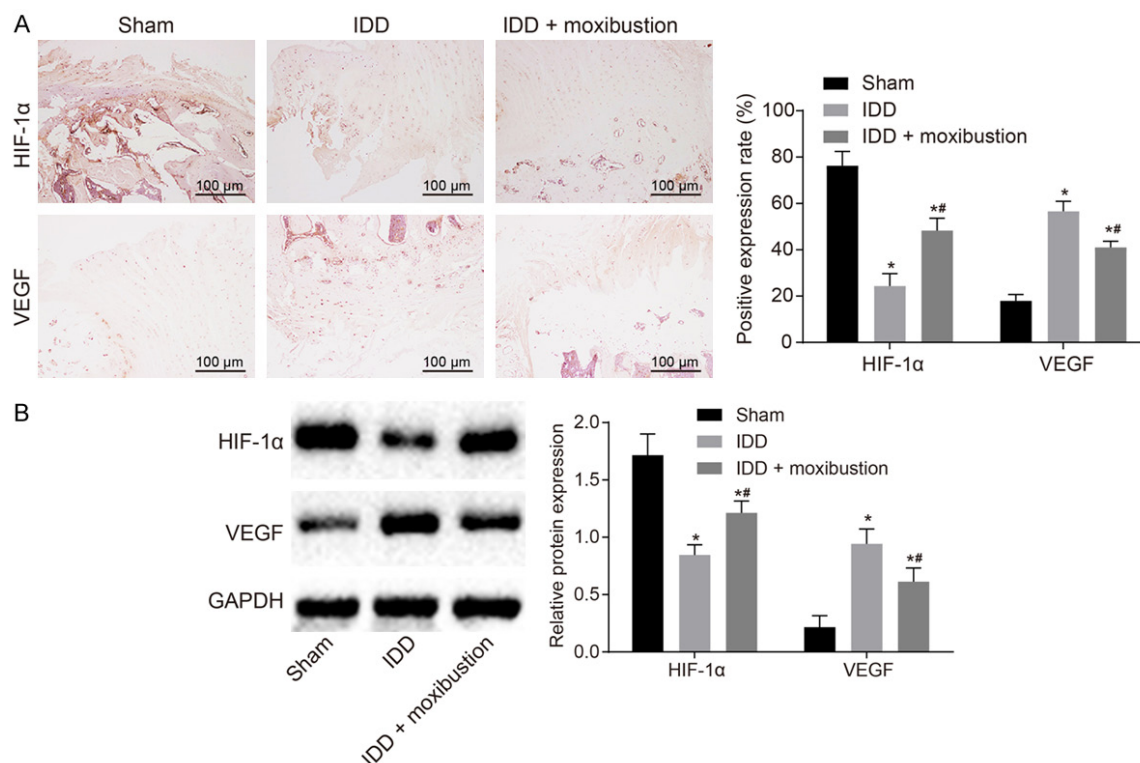 A
Sham
IDD
IDD + moxibustion
HIF-1α
100 µm
100 µm
100 µm
VEGF
100 µm
100 µm
100 µm
Sham
IDD
IDD + moxibustion
Positive expression rate (%)
100
80
60
40
20
0
*
*#
*
*#
HIF-1α
VEGF
B
HIF-1α
VEGF
GAPDH
Sham
IDD
IDD + moxibustion
Sham
IDD
IDD + moxibustion
Relative protein expression
2.0
1.5
1.0
0.5
0.0
*
*#
*
*#
HIF-1α
VEGF